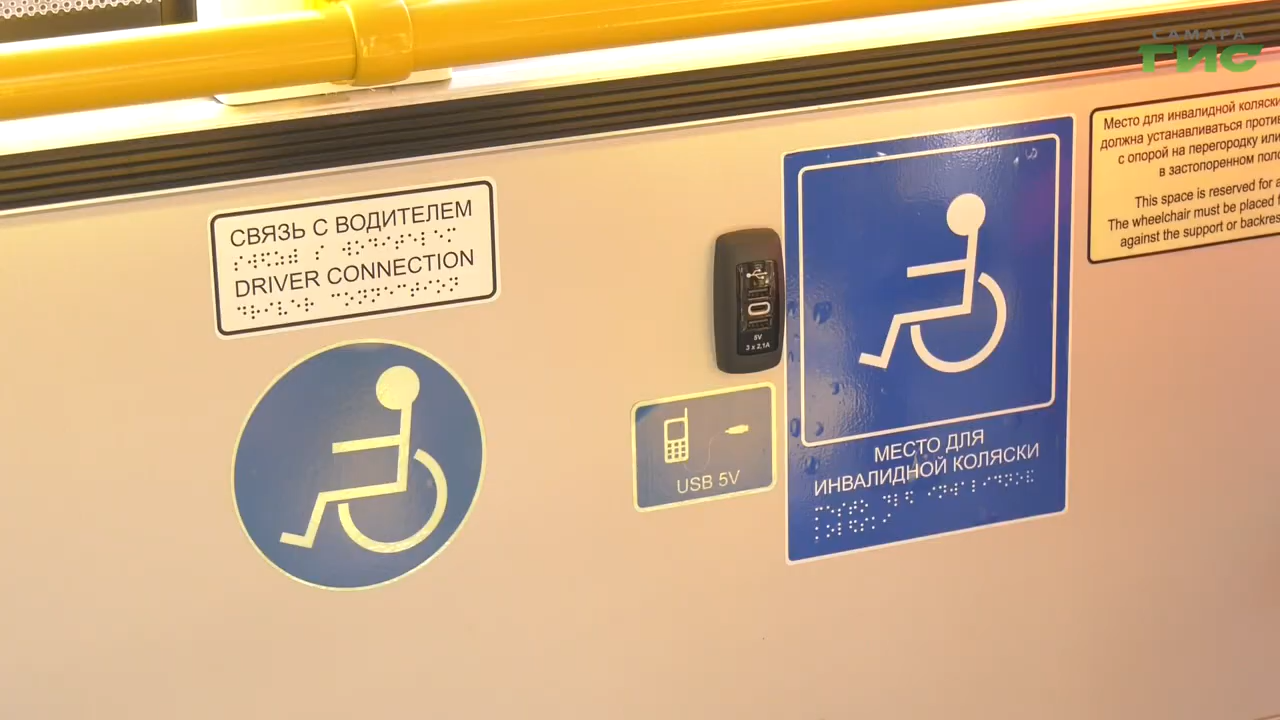 САМАРА
ГИС
СВЯЗЬ С ВОДИТЕЛЕМ
DRIVER CONNECTION
5V
3 x 2,1A
USB 5V
МЕСТО ДЛЯ
ИНВАЛИДНОЙ КОЛЯСКИ
Место для инвалидной коляски
должна устанавливаться
с опорой на перегородку или
в застопоренном
This space is reserved for a
The wheelchair must be placed
against the support or